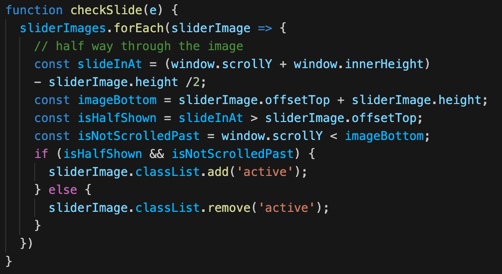 function checkSlide(e) {
  sliderImages.forEach(sliderImage => {
    // half way through the image
    const slideInAt = (window.scrollY + window.innerHeight)
    - sliderImage.height /2;
    const imageBottom = sliderImage.offsetTop + sliderImage.height;
    const isHalfShown = slideInAt > sliderImage.offsetTop;
    const isNotScrolledPast = window.scrollY < imageBottom;
    if (isHalfShown && isNotScrolledPast) {
      sliderImage.classList.add('active');
    } else {
      sliderImage.classList.remove('active');
    }
  })
}